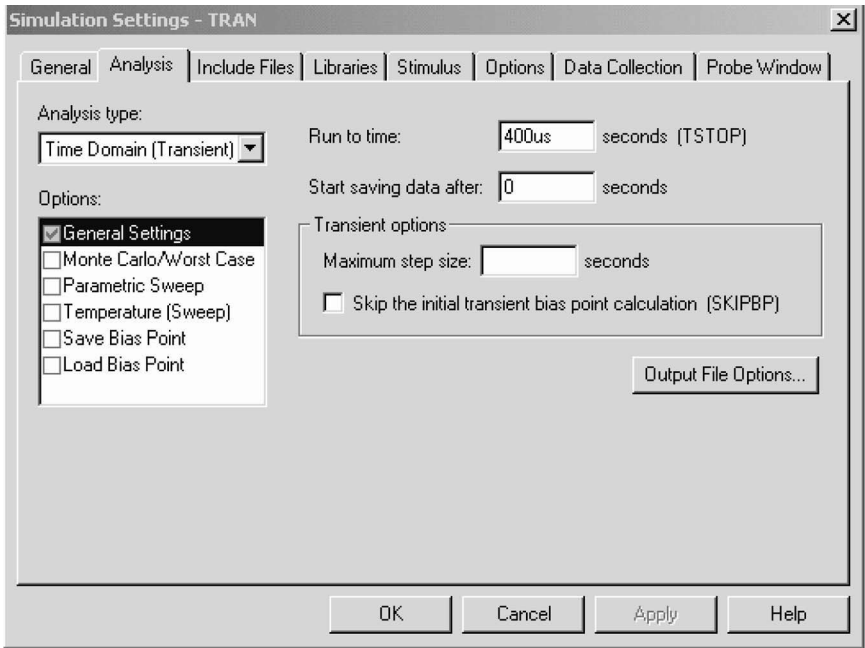 Simulation Settings - TRAN
General Analysis Include Files Libraries Stimulus Options Data Collection Probe Window
Analysis type:
Time Domain (Transient)
Options:
General Settings
Monte Carlo/Worst Case
Parametric Sweep
Temperature (Sweep)
Save Bias Point
Load Bias Point
Run to time: 400us seconds (TSTOP)
Start saving data after: 0 seconds
Transient options
Maximum step size: seconds
Skip the initial transient bias point calculation (SKIPBP)
Output File Options...
OK Cancel Apply Help